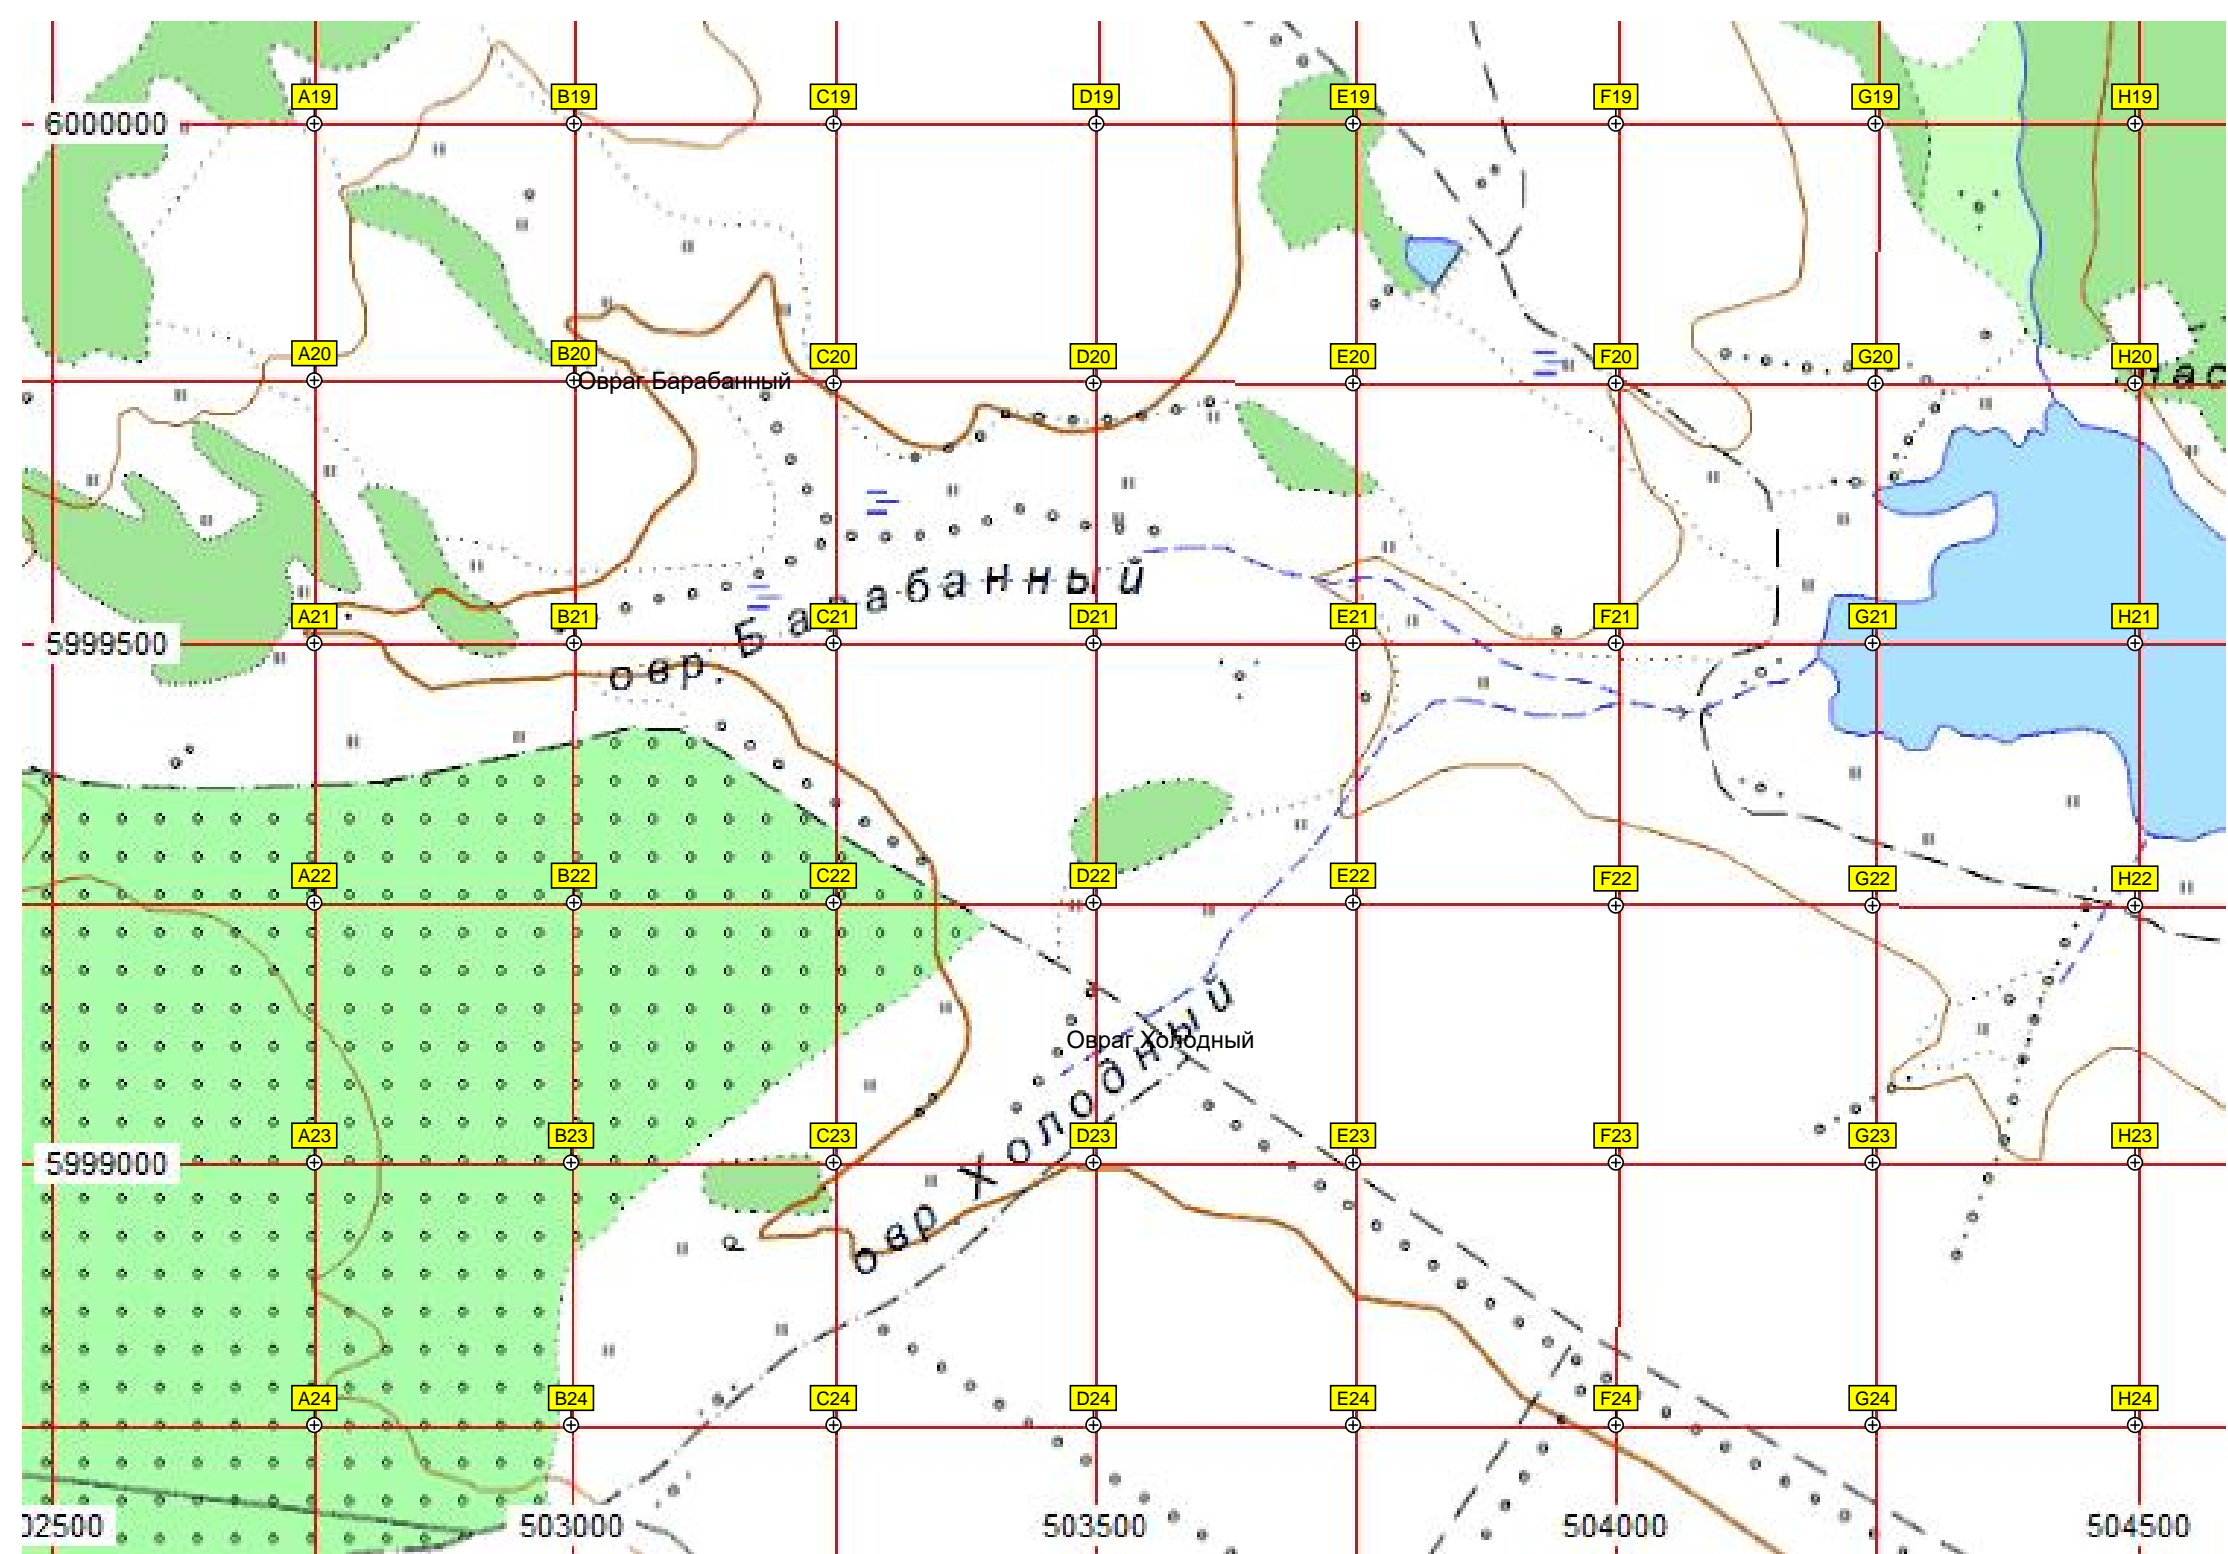 A19 B19 C19 D19 E19 F19 G19 H19
6000000
A20 B20 C20 D20 E20 F20 G20 H20
Овраг Барабанный
овр. Барабанный
A21 B21 C21 D21 E21 F21 G21 H21
5999500
A22 B22 C22 D22 E22 F22 G22 H22
Овраг Холодный
овр Холодный
A23 B23 C23 D23 E23 F23 G23 H23
5999000
A24 B24 C24 D24 E24 F24 G24 H24
02500 503000 503500 504000 504500